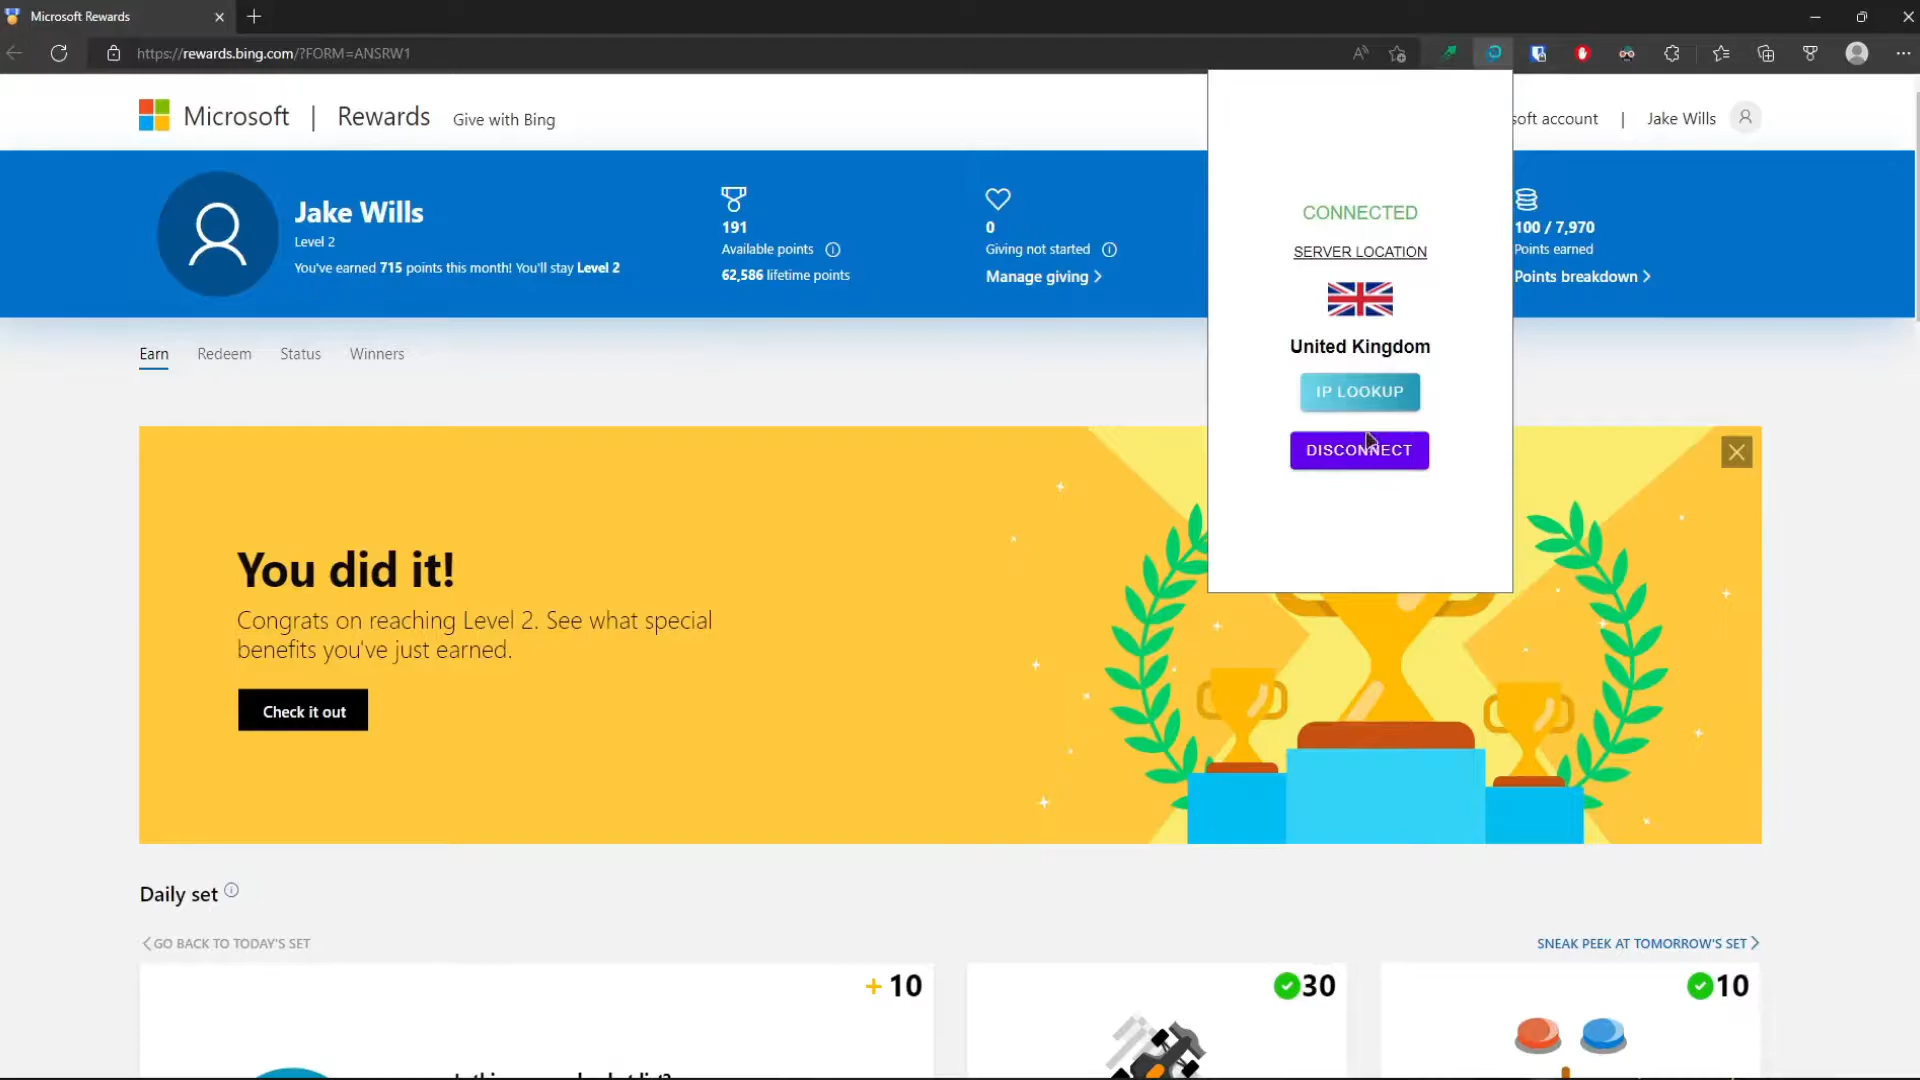 Microsoft Rewards
https://rewards.bing.com/?FORM=ANSRW1
Microsoft | Rewards Give with Bing
soft account | Jake Wills
Jake Wills
Level 2
You've earned 715 points this month! You'll stay Level 2
191
Available points
62,586 lifetime points
0
Giving not started
Manage giving >
100 / 7,970
Points earned
Points breakdown >
CONNECTED
SERVER LOCATION
United Kingdom
IP LOOKUP
DISCONNECT
Earn Redeem Status Winners
You did it!
Congrats on reaching Level 2. See what special
benefits you've just earned.
Check it out
Daily set
< GO BACK TO TODAY'S SET
SNEAK PEEK AT TOMORROW'S SET >
+ 10
30
10